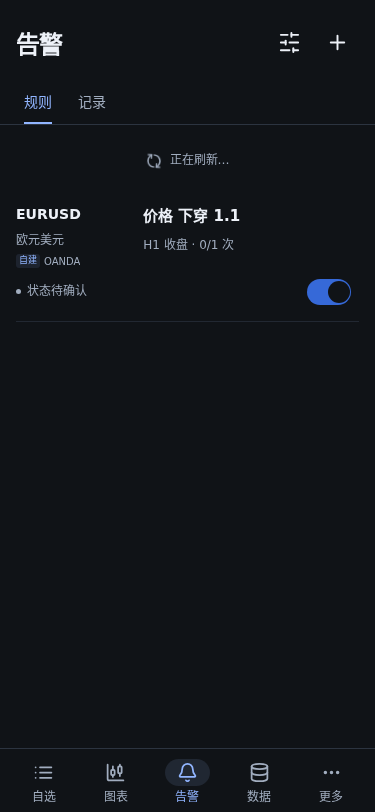 告警
规则 记录
正在刷新...
EURUSD
价格 下穿 1.1
欧元美元
H1 收盘 · 0/1 次
自建 OANDA
状态待确认
自选 图表 告警 数据 更多